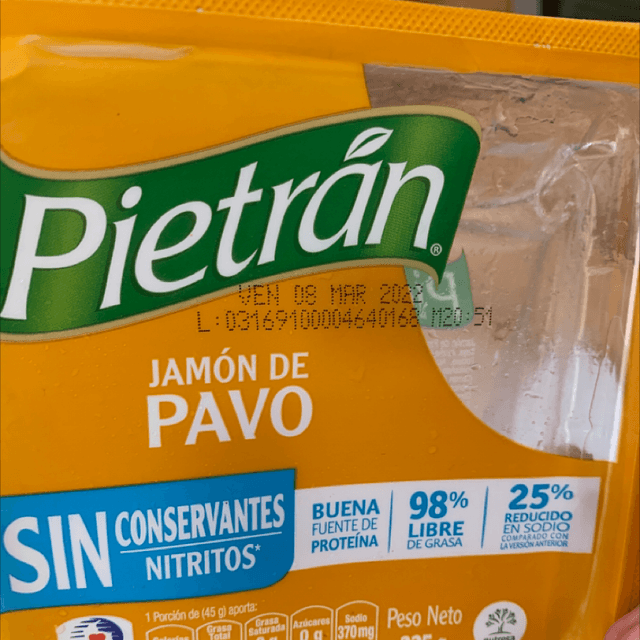 Pietrán®
VEN 08 MAR 2022
L:03169100004640168 M20:51
JAMÓN DE
PAVO
SIN CONSERVANTES
NITRITOS*
BUENA
FUENTE DE
PROTEÍNA
98%
LIBRE
DE GRASA
25%
REDUCIDO
EN SODIO
COMPARADO CON
LA VERSIÓN ANTERIOR
1 Porción de (45 g) aporta:
Grasa
Total
Grasa
Saturada
Azúcares
0 g
Sodio
370 mg
Peso Neto